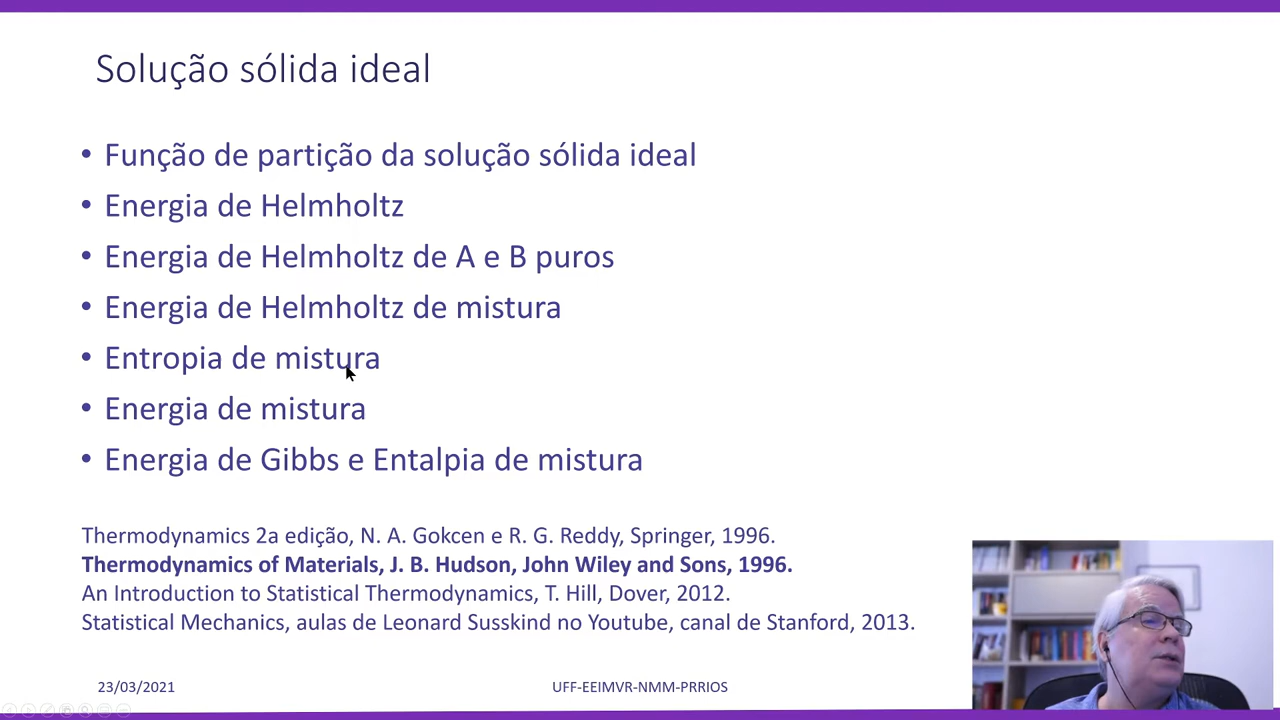 Solução sólida ideal
• Função de partição da solução sólida ideal
• Energia de Helmholtz
• Energia de Helmholtz de A e B puros
• Energia de Helmholtz de mistura
• Entropia de mistura
• Energia de mistura
• Energia de Gibbs e Entalpia de mistura
Thermodynamics 2a edição, N. A. Gokcen e R. G. Reddy, Springer, 1996.
Thermodynamics of Materials, J. B. Hudson, John Wiley and Sons, 1996.
An Introduction to Statistical Thermodynamics, T. Hill, Dover, 2012.
Statistical Mechanics, aulas de Leonard Susskind no Youtube, canal de Stanford, 2013.
23/03/2021
UFF-EEIMVR-NMM-PRRIOS